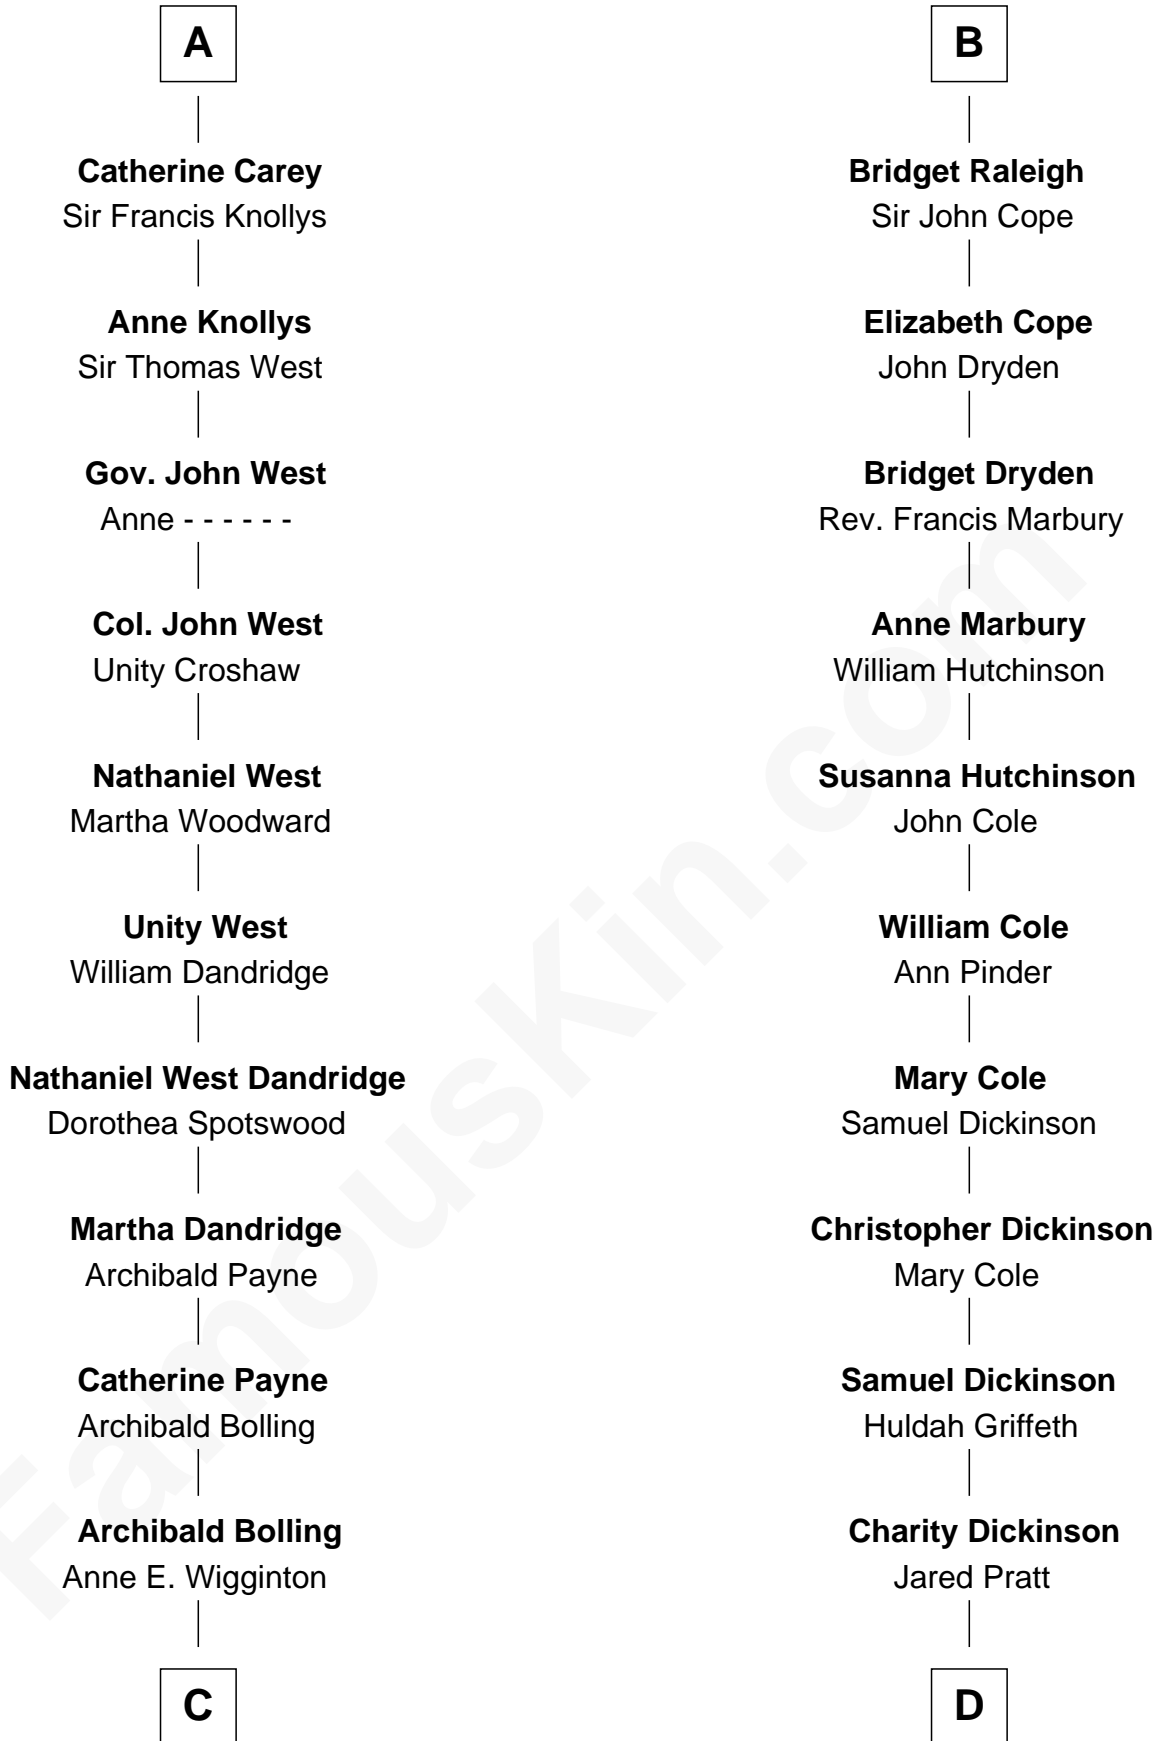 A
Catherine Carey
Sir Francis Knollys
Anne Knollys
Sir Thomas West
Gov. John West
Anne - - - - - -
Col. John West
Unity Croshaw
Nathaniel West
Martha Woodward
Unity West
William Dandridge
Nathaniel West Dandridge
Dorothea Spotswood
Martha Dandridge
Archibald Payne
Catherine Payne
Archibald Bolling
Archibald Bolling
Anne E. Wigginton
C
B
Bridget Raleigh
Sir John Cope
Elizabeth Cope
John Dryden
Bridget Dryden
Rev. Francis Marbury
Anne Marbury
William Hutchinson
Susanna Hutchinson
John Cole
William Cole
Ann Pinder
Mary Cole
Samuel Dickinson
Christopher Dickinson
Mary Cole
Samuel Dickinson
Huldah Griffeth
Charity Dickinson
Jared Pratt
D
FamousKin.com